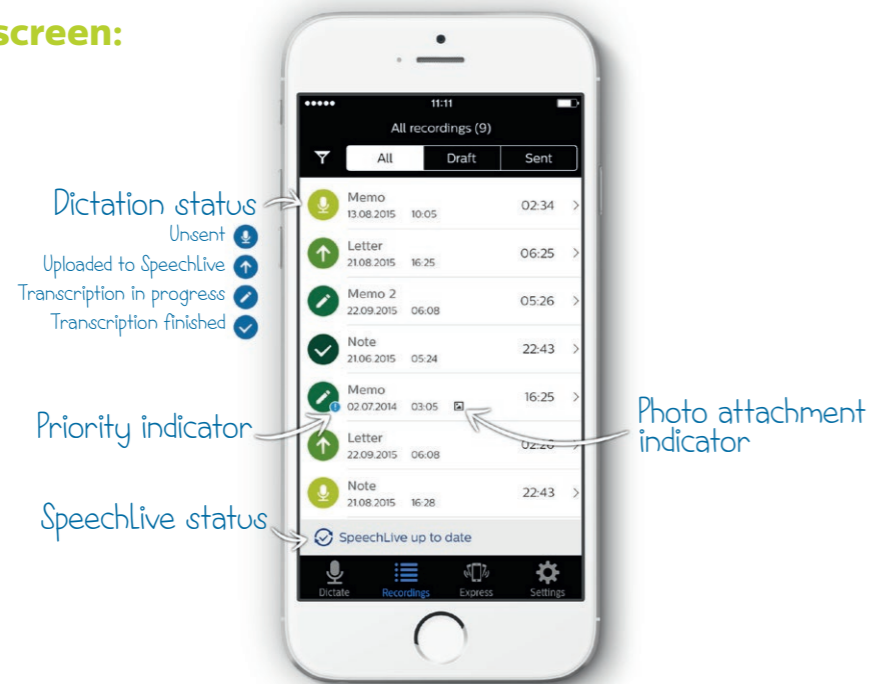 screen:
11:11
All recordings (9)
All Draft Sent
Dictation status
Unsent
Uploaded to SpeechLive
Transcription in progress
Transcription finished
Memo 02:34
13.08.2015 10:05
Letter 06:25
21.08.2015 16:25
Memo 2 05:26
22.09.2015 06:08
Note 22:43
21.06.2015 05:24
Memo 16:25
02.07.2014 03:05
Priority indicator
Photo attachment
indicator
Letter
22.09.2015 06:08
Note 22:43
21.08.2015 16:28
SpeechLive status
SpeechLive up to date
Dictate Recordings Express Settings